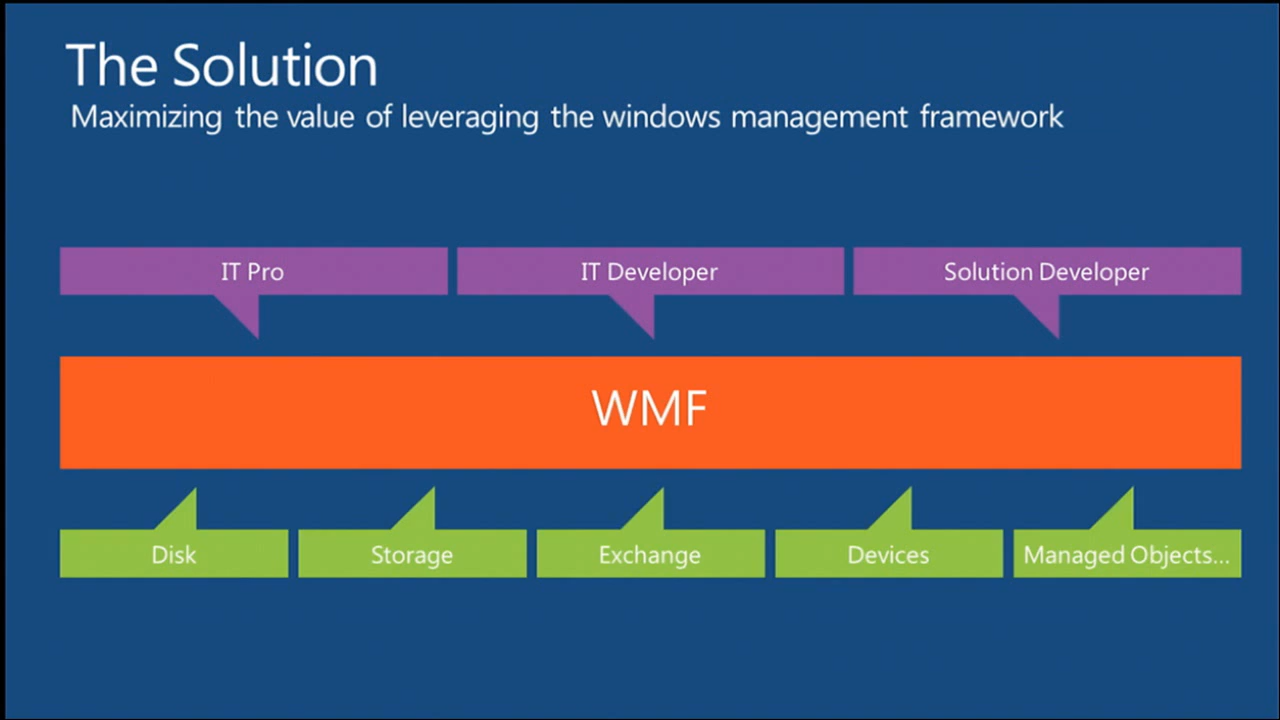 The Solution
Maximizing the value of leveraging the windows management framework
IT Pro
IT Developer
Solution Developer
WMF
Disk
Storage
Exchange
Devices
Managed Objects...